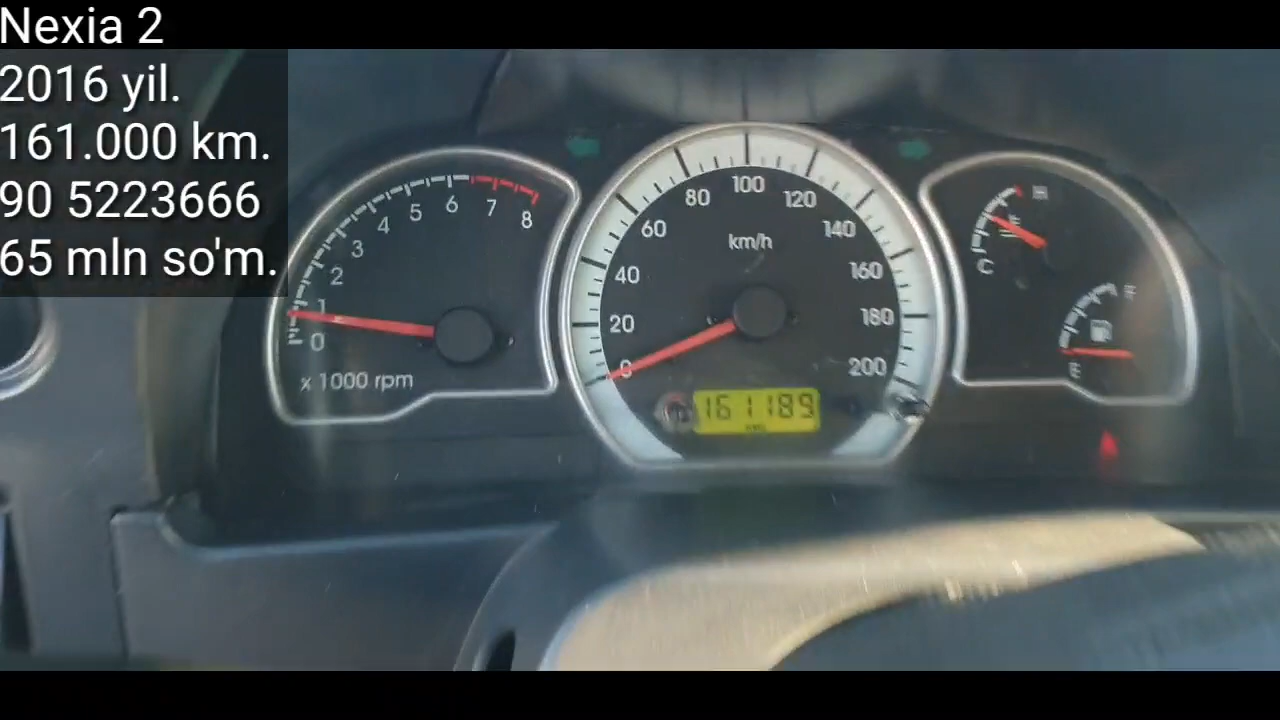 Nexia 2
2016 yil.
161.000 km.
90 5223666
65 mln so'm.
0 1 2 3 4 5 6 7 8
x 1000 rpm
0 20 40 60 80 100 120 140 160 180 200
km/h
161189
H
C
F
E